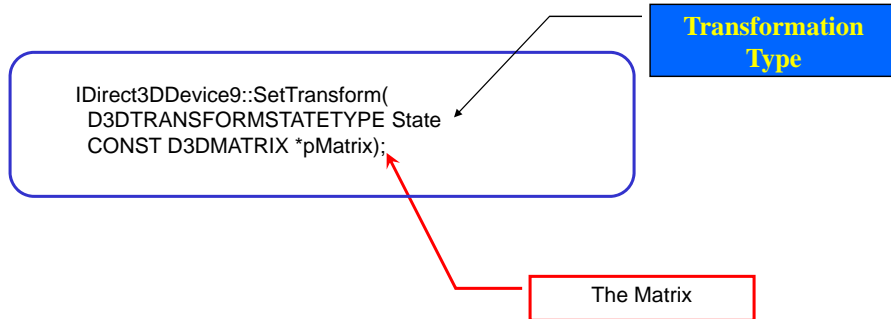 Transformation
Type
IDirect3DDevice9::SetTransform(
D3DTRANSFORMSTATETYPE State
CONST D3DMATRIX *pMatrix);
The Matrix